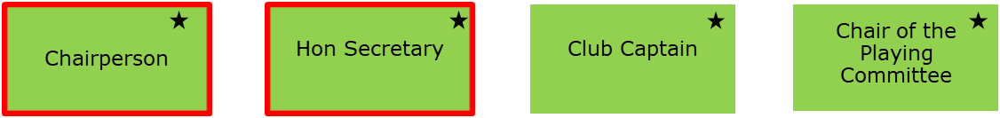 Chairperson
Hon Secretary
Club Captain
Chair of the
Playing
Committee